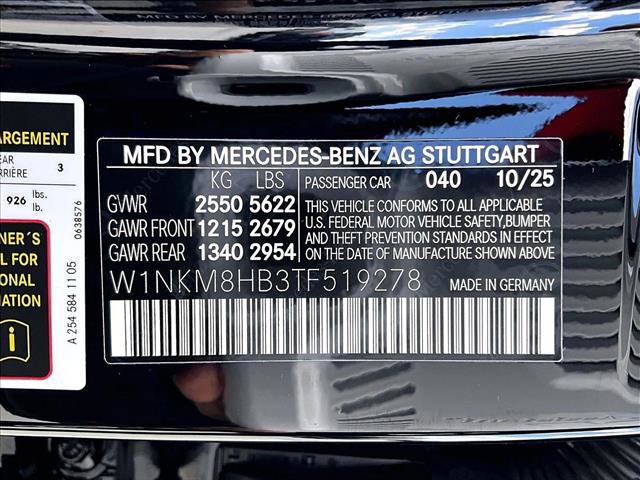 ARGEMENT
3
926 lbs.
lb.
0638576
NER´S
L FOR
ONAL
MATION
i
A 254 584 11 05
MFD BY MERCEDES-BENZ AG STUTTGART
KG LBS
GVWR 2550 5622
GAWR FRONT 1215 2679
GAWR REAR 1340 2954
PASSENGER CAR 040 10/25
THIS VEHICLE CONFORMS TO ALL APPLICABLE
U.S. FEDERAL MOTOR VEHICLE SAFETY,BUMPER
AND THEFT PREVENTION STANDARDS IN EFFECT
ON THE DATE OF MANUFACTURE SHOWN ABOVE.
W1NKM8HB3TF519278
MADE IN GERMANY